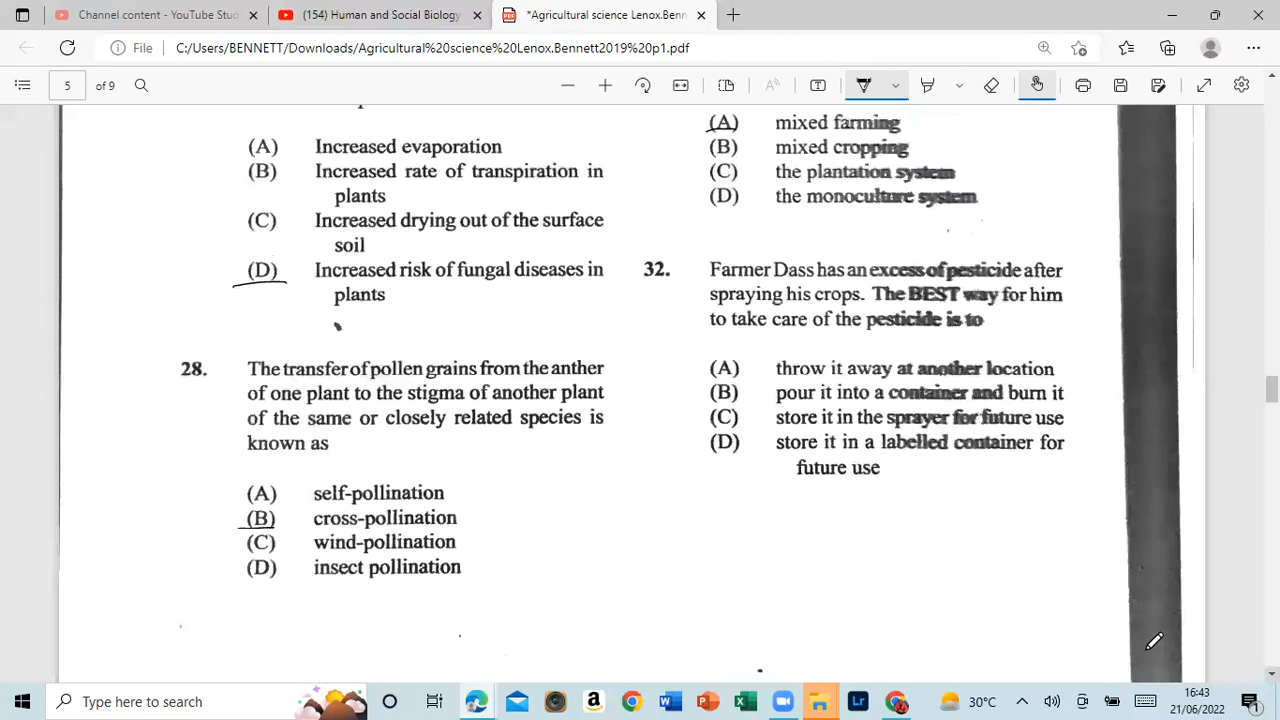 (154) Human Biology
*Agricultural science Lenox.Benn
File
C:/Users/BENNETT/Downloads/Agricultural%20science%20Lenox.Bennett2019%20p1.pdf
5
of 9
(A) Increased evaporation
(B) Increased rate of transpiration in
plants
(C) Increased drying out of the surface
soil
(D) Increased risk of fungal diseases in
plants
28. The transfer of pollen grains from the anther
of one plant to the stigma of another plant
of the same or closely related species is
known as
(A) self-pollination
(B) cross-pollination
(C) wind-pollination
(D) insect pollination
(A) mixed farming
(B) mixed cropping
(C) the plantation system
(D) the monoculture system
32. Farmer Dass has an excess of pesticide after
spraying his crops. The BEST way for him
to take care of the pesticide is to
(A) throw it away at another location
(B) pour it into a container and burn it
(C) store it in the sprayer for future use
(D) store it in a labelled container for
future use
Type here to search
30°C
16:43
21/06/2022